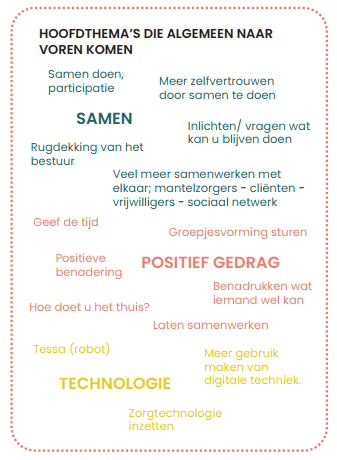 HOOFDTHEMA'S DIE ALGEMEEN NAAR
VOREN KOMEN
Samen doen,
participatie
Meer zelfvertrouwen
door samen te doen
SAMEN
Inlichten/ vragen wat
kan u blijven doen
Rugdekking van het
bestuur
Veel meer samenwerken met
elkaar; mantelzorgers - cliënten -
vrijwilligers - sociaal netwerk
Geef de tijd
Groepjesvorming sturen
Positieve
benadering
POSITIEF GEDRAG
Benadrukken wat
iemand wel kan
Hoe doet u het thuis?
Laten samenwerken
Tessa (robot)
Meer gebruik
maken van
digitale techniek.
TECHNOLOGIE
Zorgtechnologie
inzetten